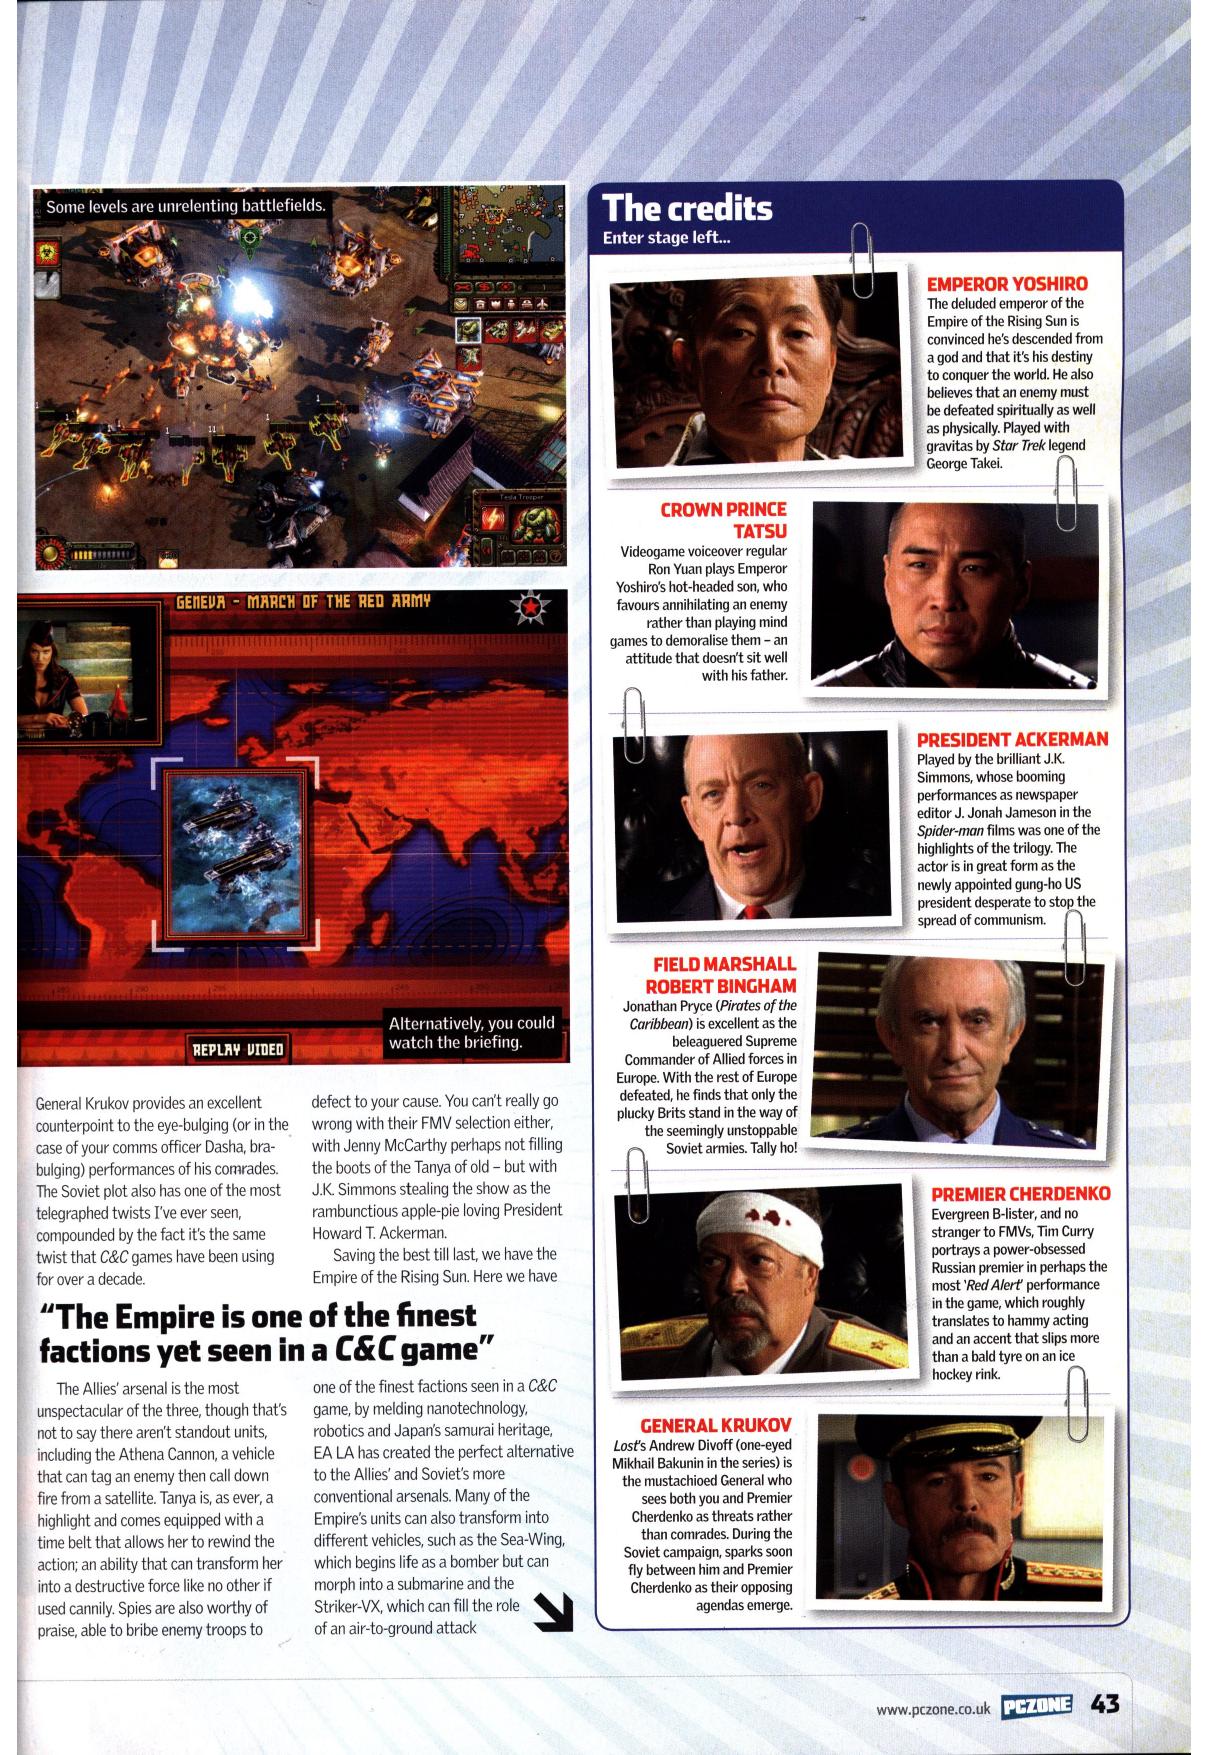 Some levels are unrelenting battlefields.
Tesla Trooper
GENEVA - MARCH OF THE RED ARMY
REPLAY VIDEO
Alternatively, you could
watch the briefing.
General Krukov provides an excellent
counterpoint to the eye-bulging (or in the
case of your comms officer Dasha, bra-
bulging) performances of his comrades.
The Soviet plot also has one of the most
telegraphed twists I've ever seen,
compounded by the fact it's the same
twist that C&C games have been using
for over a decade.
"The Empire is one of the finest
factions yet seen in a C&C game"
The Allies' arsenal is the most
unspectacular of the three, though that's
not to say there aren't standout units,
including the Athena Cannon, a vehicle
that can tag an enemy then call down
fire from a satellite. Tanya is, as ever, a
highlight and comes equipped with a
time belt that allows her to rewind the
action; an ability that can transform her
into a destructive force like no other if
used cannily. Spies are also worthy of
praise, able to bribe enemy troops to
defect to your cause. You can't really go
wrong with their FMV selection either,
with Jenny McCarthy perhaps not filling
the boots of the Tanya of old – but with
J.K. Simmons stealing the show as the
rambunctious apple-pie loving President
Howard T. Ackerman.
Saving the best till last, we have the
Empire of the Rising Sun. Here we have
one of the finest factions seen in a C&C
game, by melding nanotechnology,
robotics and Japan's samurai heritage,
EA LA has created the perfect alternative
to the Allies' and Soviet's more
conventional arsenals. Many of the
Empire's units can also transform into
different vehicles, such as the Sea-Wing,
which begins life as a bomber but can
morph into a submarine and the
Striker-VX, which can fill the role
of an air-to-ground attack
The credits
Enter stage left...
EMPEROR YOSHIRO
The deluded emperor of the
Empire of the Rising Sun is
convinced he's descended from
a god and that it's his destiny
to conquer the world. He also
believes that an enemy must
be defeated spiritually as well
as physically. Played with
gravitas by Star Trek legend
George Takei.
CROWN PRINCE
TATSU
Videogame voiceover regular
Ron Yuan plays Emperor
Yoshiro's hot-headed son, who
favours annihilating an enemy
rather than playing mind
games to demoralise them – an
attitude that doesn't sit well
with his father.
PRESIDENT ACKERMAN
Played by the brilliant J.K.
Simmons, whose booming
performances as newspaper
editor J. Jonah Jameson in the
Spider-man films was one of the
highlights of the trilogy. The
actor is in great form as the
newly appointed gung-ho US
president desperate to stop the
spread of communism.
FIELD MARSHALL
ROBERT BINGHAM
Jonathan Pryce (Pirates of the
Caribbean) is excellent as the
beleaguered Supreme
Commander of Allied forces in
Europe. With the rest of Europe
defeated, he finds that only the
plucky Brits stand in the way of
the seemingly unstoppable
Soviet armies. Tally ho!
PREMIER CHERDENKO
Evergreen B-lister, and no
stranger to FMVs, Tim Curry
portrays a power-obsessed
Russian premier in perhaps the
most 'Red Alert' performance
in the game, which roughly
translates to hammy acting
and an accent that slips more
than a bald tyre on an ice
hockey rink.
GENERAL KRUKOV
Lost's Andrew Divoff (one-eyed
Mikhail Bakunin in the series) is
the mustachioed General who
sees both you and Premier
Cherdenko as threats rather
than comrades. During the
Soviet campaign, sparks soon
fly between him and Premier
Cherdenko as their opposing
agendas emerge.
www.pczone.co.uk PCZONE 43